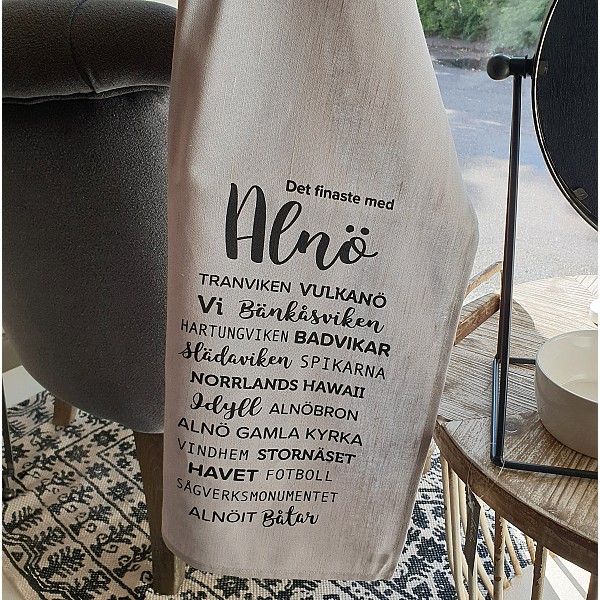 Det finaste med
Alnö
TRANVIKEN VULKANÖ
Vi Bänkåsviken
HARTUNGVIKEN BADVIKAR
Slädaviken SPIKARNA
NORRLANDS HAWAII
Idyll ALNÖBRON
ALNÖ GAMLA KYRKA
VINDHEM STORNÄSET
HAVET FOTBOLL
SÅGVERKSMONUMENTET
ALNÖIT Båtar